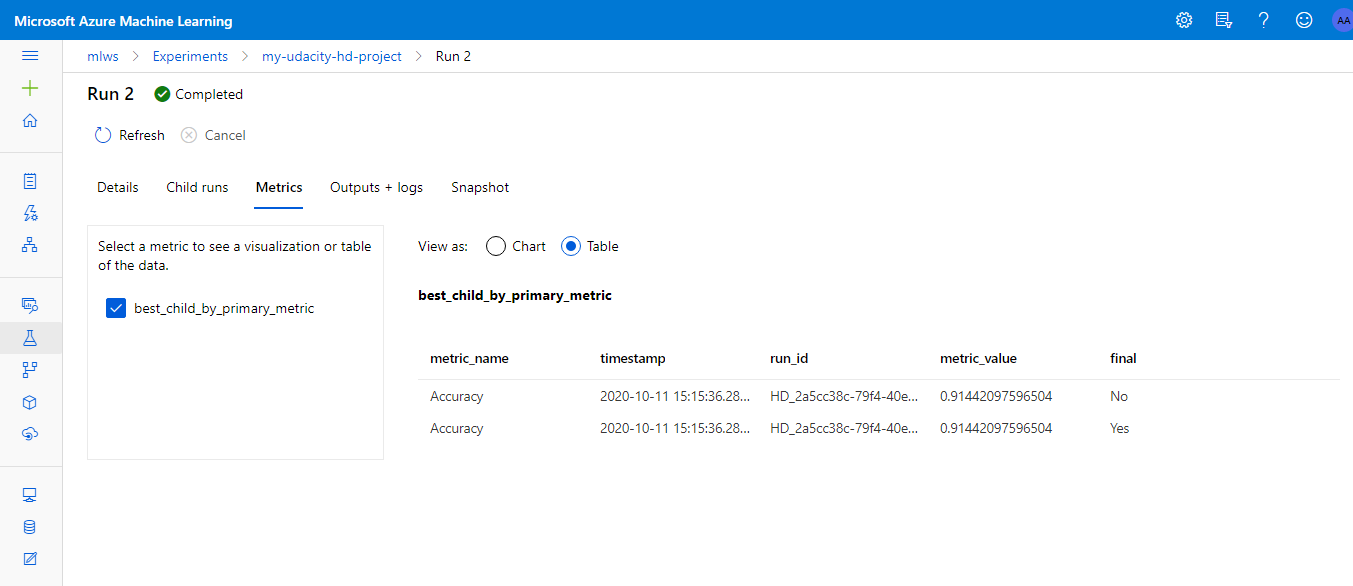 Microsoft Azure Machine Learning
AA
mlws > Experiments > my-udacity-hd-project > Run 2
Run 2 Completed
Refresh Cancel
Details Child runs Metrics Outputs + logs Snapshot
Select a metric to see a visualization or table
of the data.
best_child_by_primary_metric
View as: Chart Table
best_child_by_primary_metric
metric_name timestamp run_id metric_value final
Accuracy 2020-10-11 15:15:36.28... HD_2a5cc38c-79f4-40e... 0.91442097596504 No
Accuracy 2020-10-11 15:15:36.28... HD_2a5cc38c-79f4-40e... 0.91442097596504 Yes